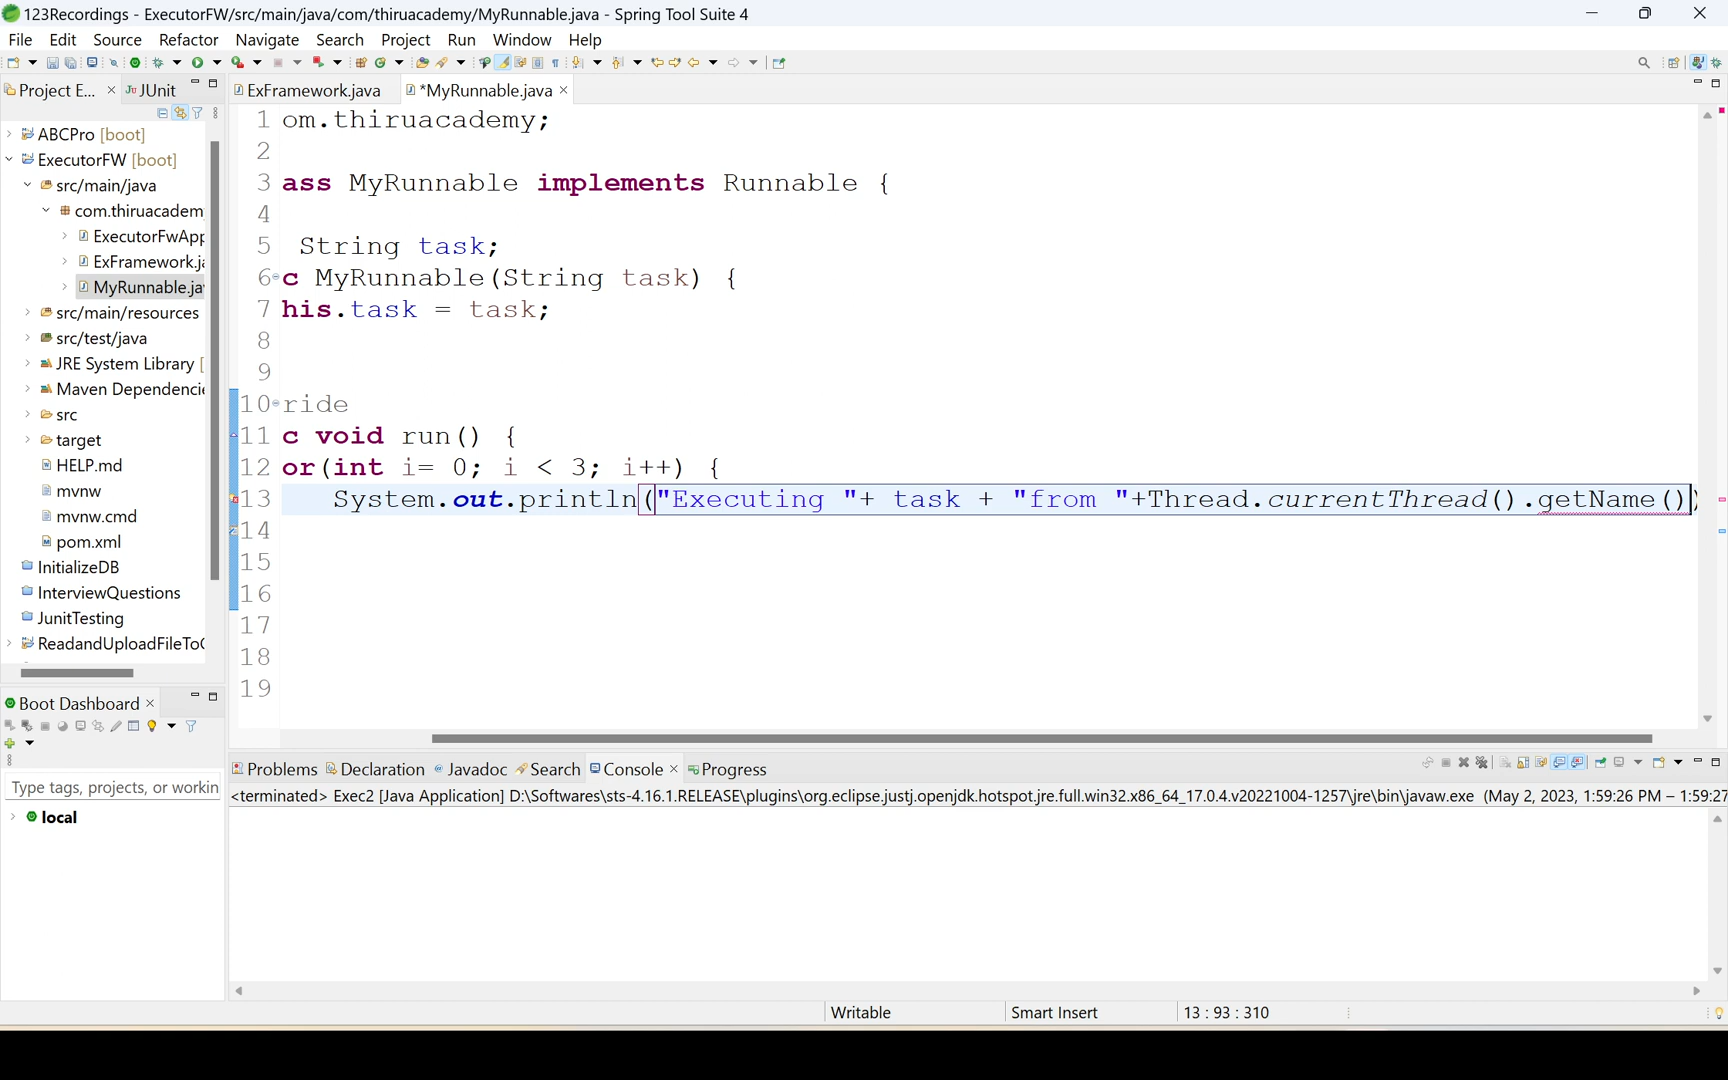 123Recordings - ExecutorFW/src/main/java/com/thiruacademy/MyRunnable.java - Spring Tool Suite 4
File Edit Source Refactor Navigate Search Project Run Window Help
Project E... JUnit
ExFramework.java *MyRunnable.java
ABCPro [boot]
ExecutorFW [boot]
src/main/java
com.thiruacadem
ExecutorFwApp
ExFramework.ja
MyRunnable.ja
src/main/resources
src/test/java
JRE System Library [
Maven Dependencie
src
target
HELP.md
mvnw
mvnw.cmd
pom.xml
InitializeDB
InterviewQuestions
JunitTesting
ReadandUploadFileTo
1 om.thiruacademy;
2
3 ass MyRunnable implements Runnable {
4
5 String task;
6 c MyRunnable(String task) {
7 his.task = task;
8
9
10 ride
11 c void run() {
12 or(int i= 0; i < 3; i++) {
13 System.out.println("Executing "+ task + "from "+Thread.currentThread().getName())
14
15
16
17
18
19
Boot Dashboard
Type tags, projects, or workin
local
Problems Declaration Javadoc Search Console Progress
<terminated> Exec2 [Java Application] D:\Softwares\sts-4.16.1.RELEASE\plugins\org.eclipse.justj.openjdk.hotspot.jre.full.win32.x86_64_17.0.4.v20221004-1257\jre\bin\javaw.exe (May 2, 2023, 1:59:26 PM – 1:59:27
Writable Smart Insert 13 : 93 : 310